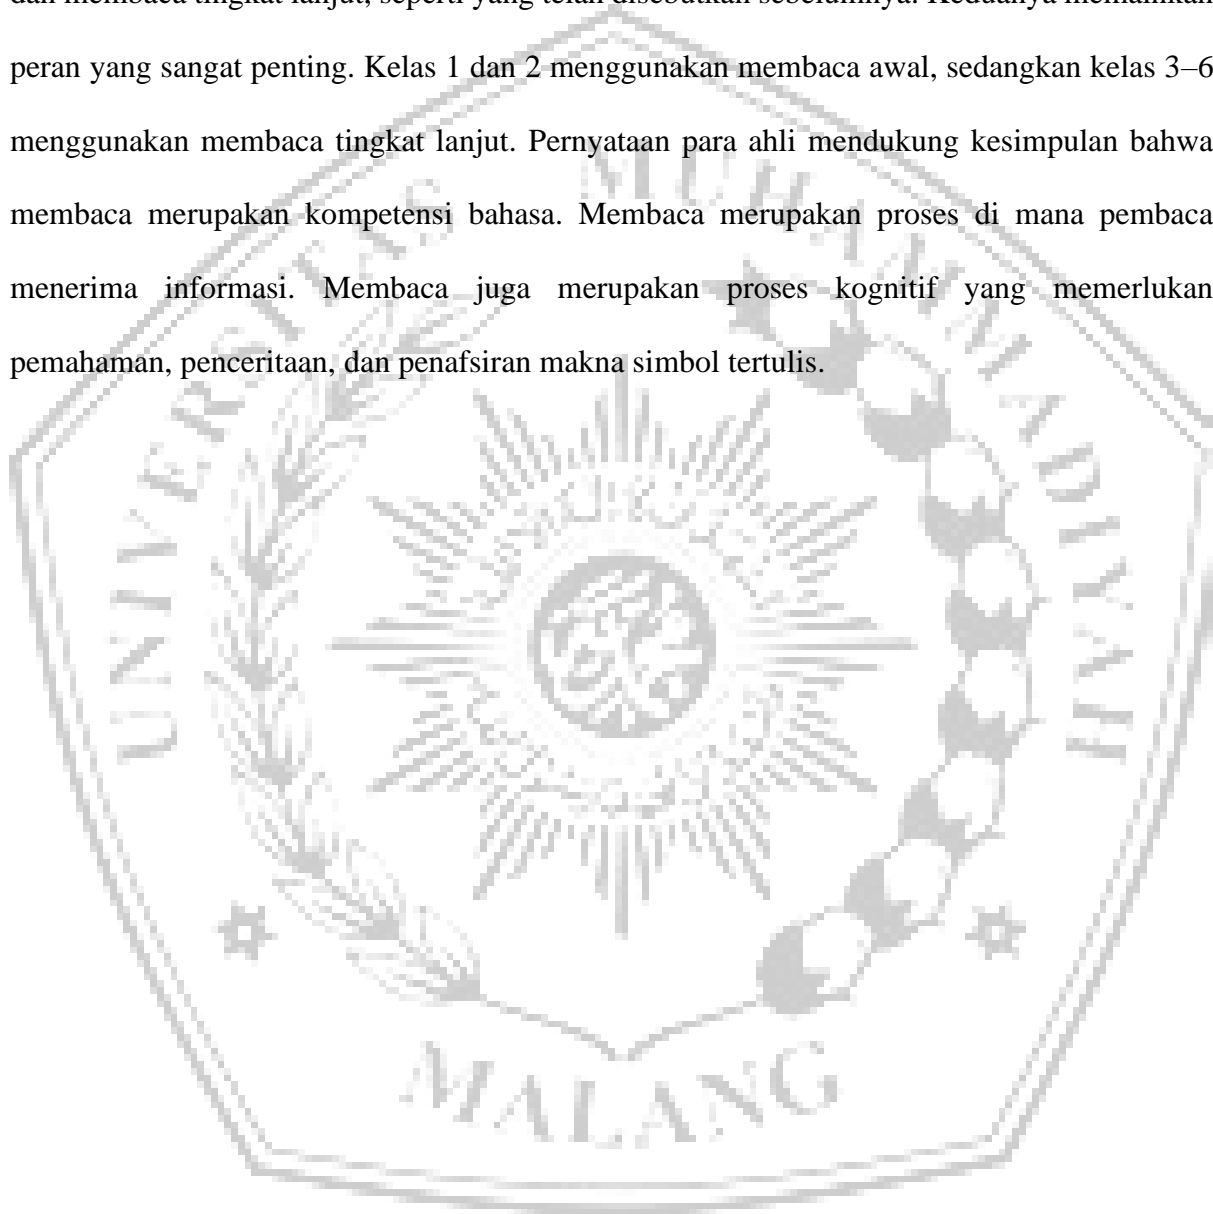 dan membaca tingkat lanjut, seperti yang telah disebutkan sebelumnya. Keduanya memainkan
peran yang sangat penting. Kelas 1 dan 2 menggunakan membaca awal, sedangkan kelas 3–6
menggunakan membaca tingkat lanjut. Pernyataan para ahli mendukung kesimpulan bahwa
membaca merupakan kompetensi bahasa. Membaca merupakan proses di mana pembaca
menerima informasi. Membaca juga merupakan proses kognitif yang memerlukan
pemahaman, penceritaan, dan penafsiran makna simbol tertulis.
UNIVERSITAS MUHAMMADIYAH
MALANG